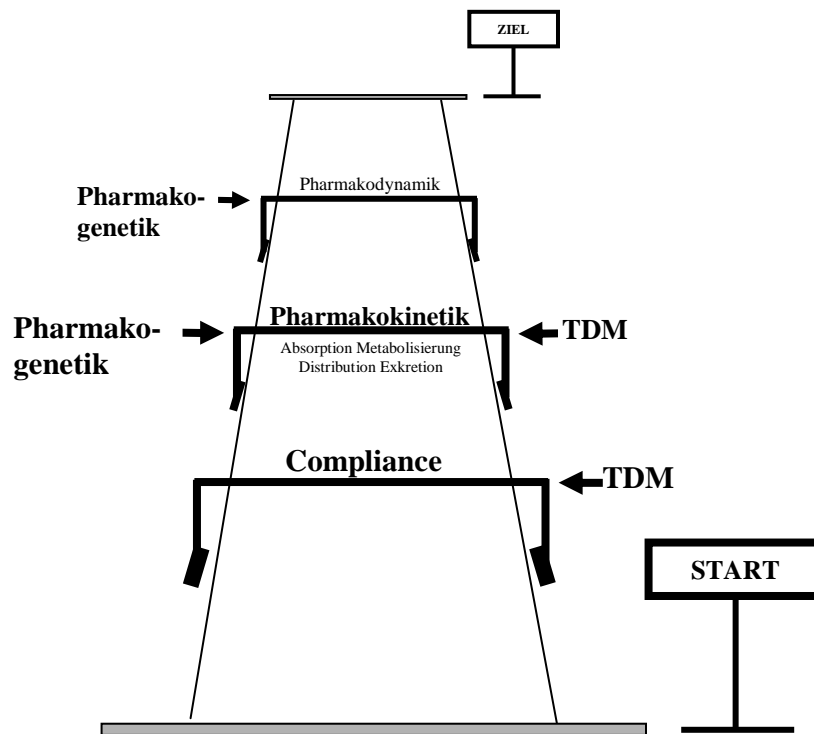 ZIEL
Pharmakodynamik
Pharmako-
genetik
Pharmakokinetik
Pharmako-
genetik
TDM
Absorption Metabolisierung
Distribution Exkretion
Compliance
TDM
START